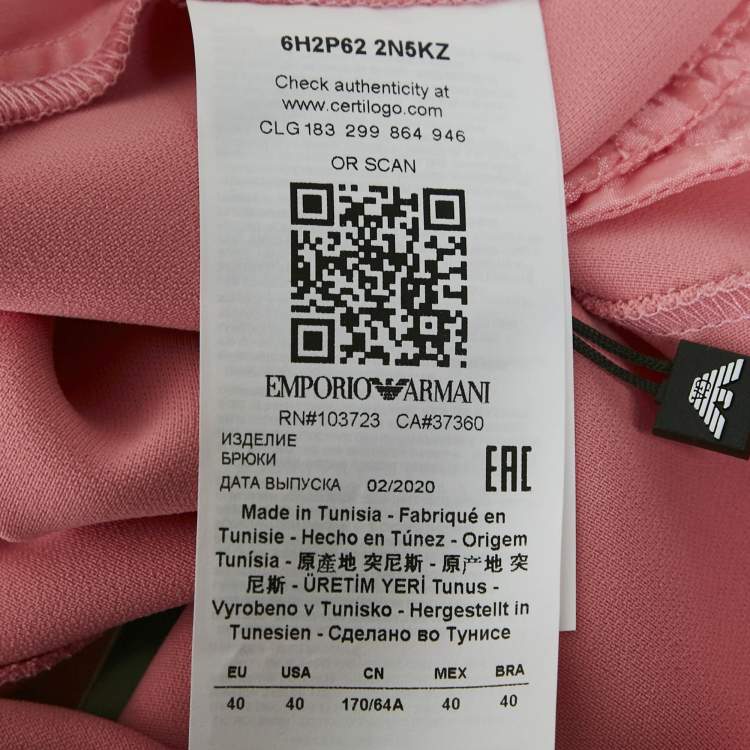 6H2P62 2N5KZ
Check authenticity at
www.certilogo.com
CLG 183 299 864 946
OR SCAN
EMPORIO ARMANI
RN#103723 CA#37360
ИЗДЕЛИЕ
БРЮКИ
ДАТА ВЫПУСКА 02/2020
EAC
Made in Tunisia - Fabriqué en
Tunisie - Hecho en Túnez - Origem
Tunísia - 原產地 突尼斯 - 原产地 突
尼斯 - ÜRETİM YERİ Tunus -
Vyrobeno v Tunisko - Hergestellt in
Tunesien - Сделано во Тунисе
EU USA CN MEX BRA
40 40 170/64A 40 40